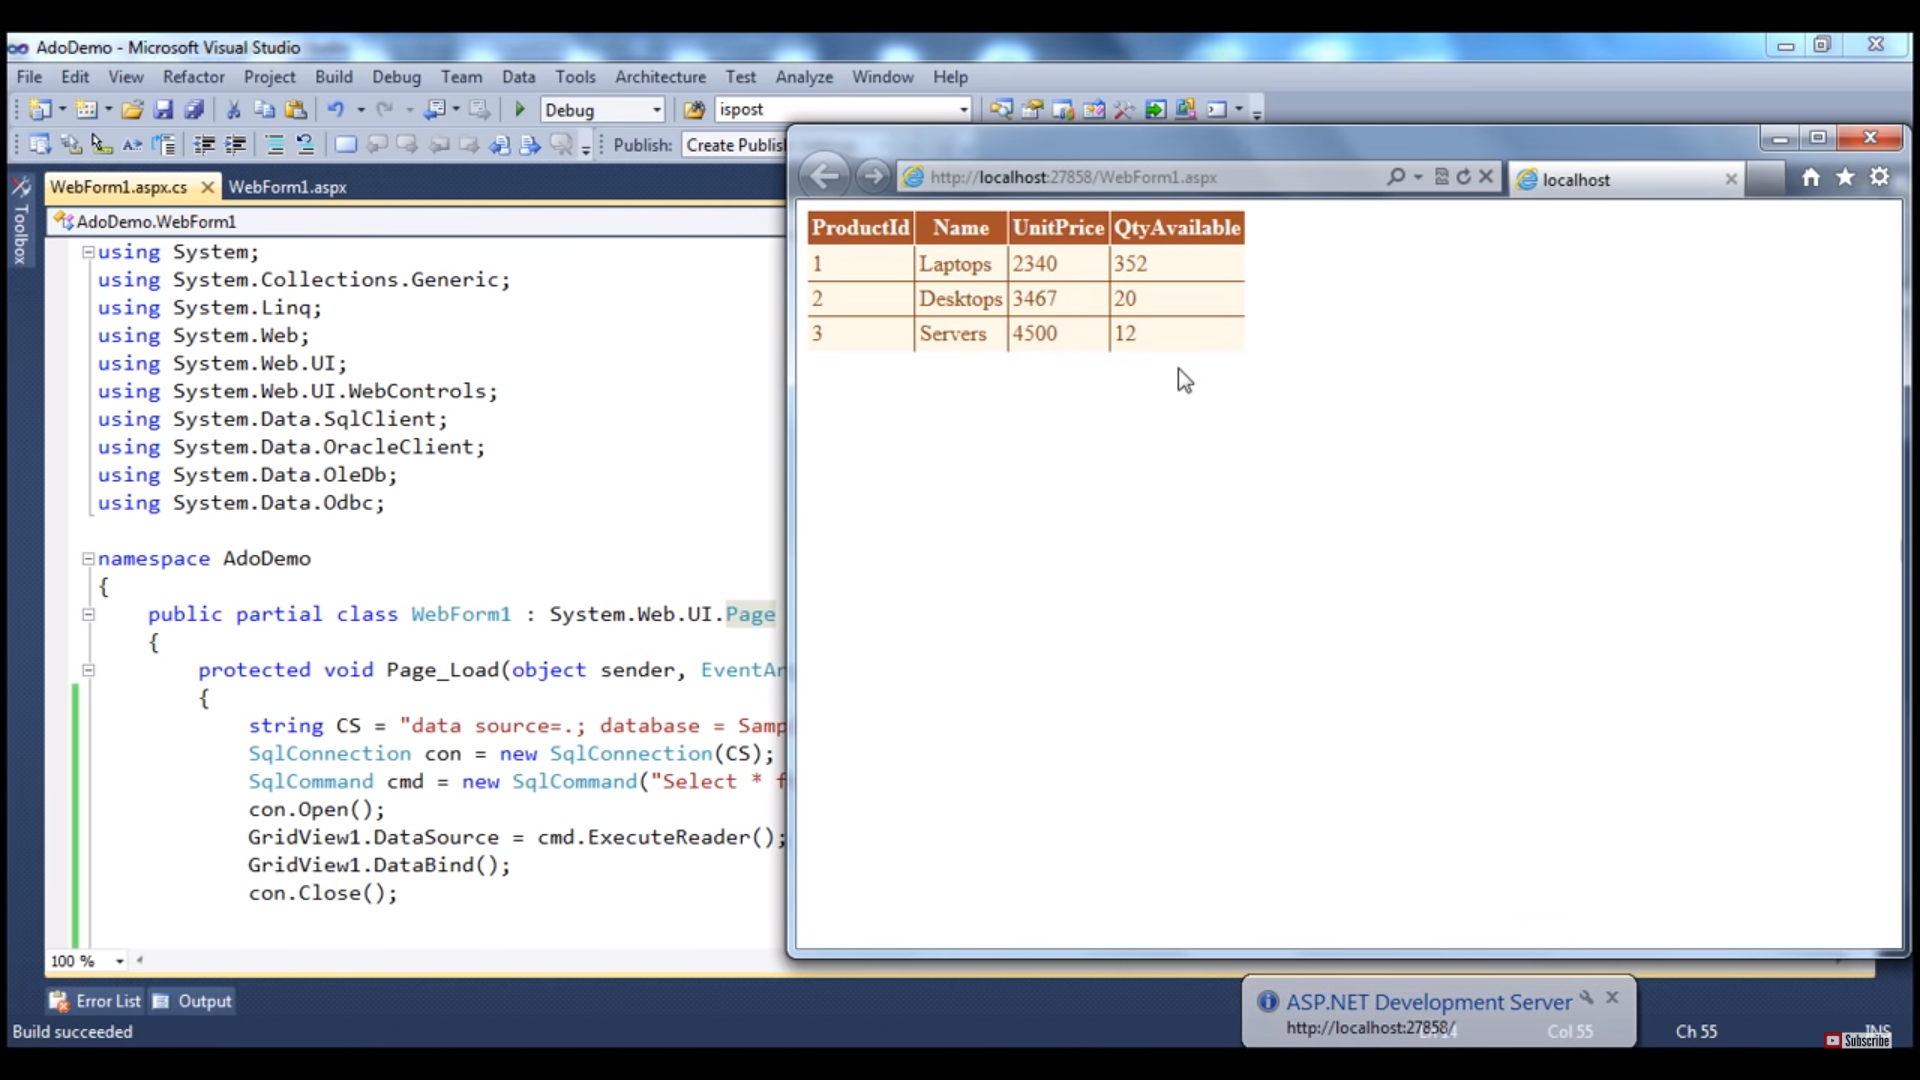 AdoDemo - Microsoft Visual Studio
File Edit View Refactor Project Build Debug Team Data Tools Architecture Test Analyze Window Help
Debug ispost
Publish: Create Publis
WebForm1.aspx.cs WebForm1.aspx
AdoDemo.WebForm1
Toolbox
using System;
using System.Collections.Generic;
using System.Linq;
using System.Web;
using System.Web.UI;
using System.Web.UI.WebControls;
using System.Data.SqlClient;
using System.Data.OracleClient;
using System.Data.OleDb;
using System.Data.Odbc;
namespace AdoDemo
{
public partial class WebForm1 : System.Web.UI.Page
{
protected void Page_Load(object sender, EventAr
{
string CS = "data source=.; database = Samp
SqlConnection con = new SqlConnection(CS);
SqlCommand cmd = new SqlCommand("Select * f
con.Open();
GridView1.DataSource = cmd.ExecuteReader();
GridView1.DataBind();
con.Close();
100 %
Error List Output
Build succeeded
http://localhost:27858/WebForm1.aspx localhost
ProductId Name UnitPrice QtyAvailable
1 Laptops 2340 352
2 Desktops 3467 20
3 Servers 4500 12
ASP.NET Development Server
http://localhost:27858/
Col 55 Ch 55 INS
Subscribe